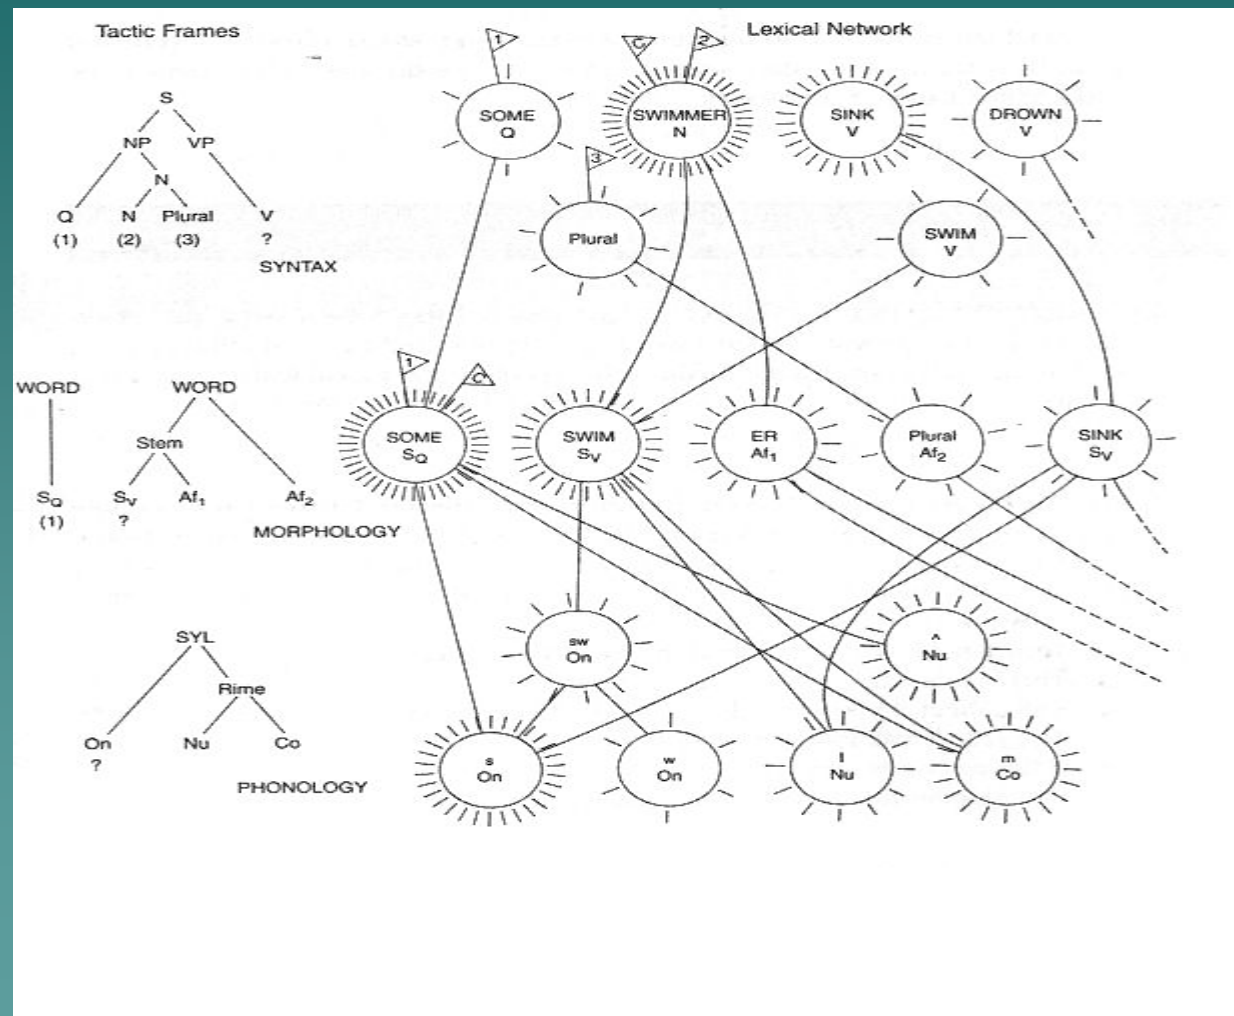 Tactic Frames
S
NP VP
N
Q N Plural V
(1) (2) (3) ?
SYNTAX
WORD WORD
Stem
SQ SV Af1 Af2
(1) ?
MORPHOLOGY
SYL
Rime
On Nu Co
?
PHONOLOGY
Lexical Network
1 C 2
SOME SWIMMER SINK DROWN
Q N V V
3
Plural SWIM
V
1 C
SOME SWIM ER Plural SINK
SQ SV Af1 Af2 SV
sw ^
On Nu
s w I m
On On Nu Co